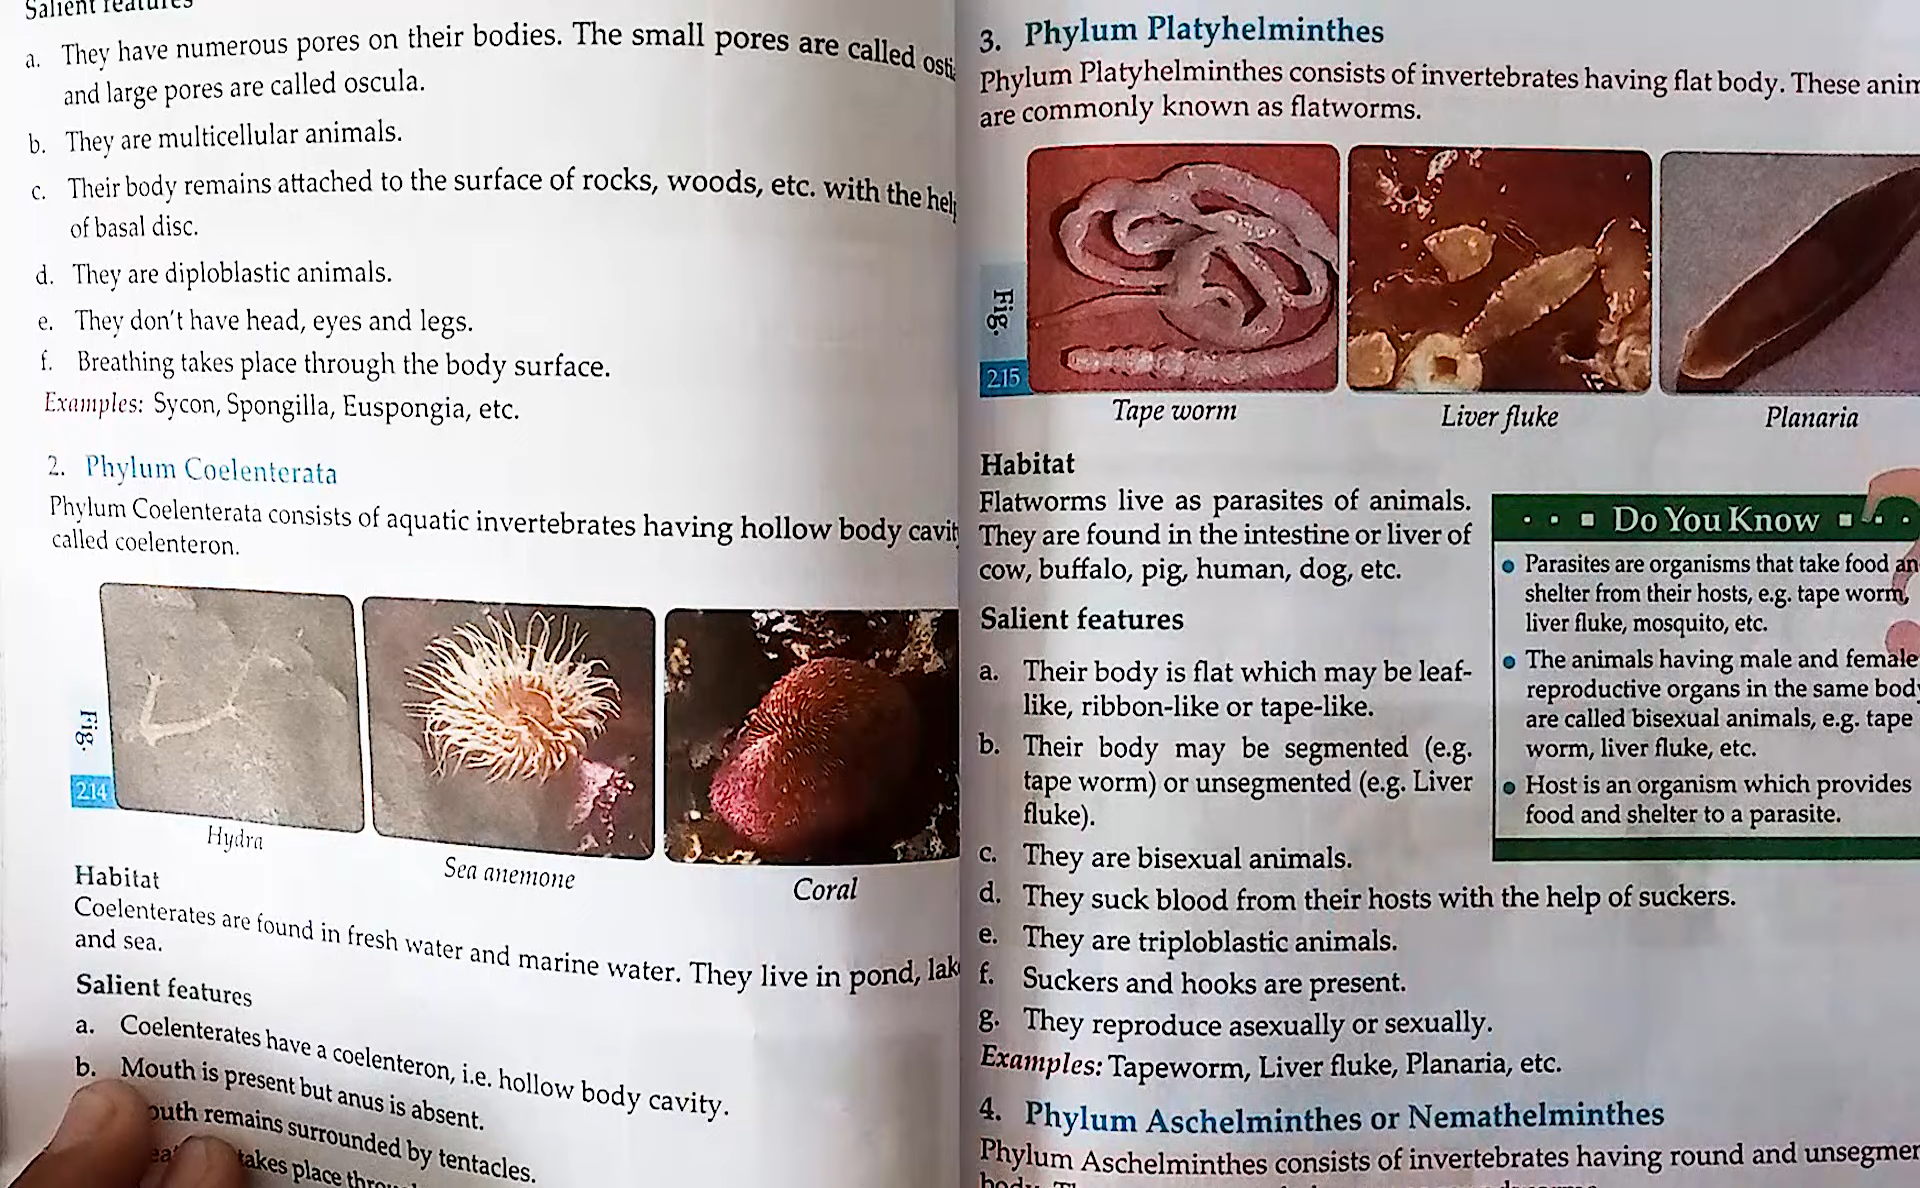 Salient features
a. They have numerous pores on their bodies. The small pores are called
and large pores are called oscula.
b. They are multicellular animals.
c. Their body remains attached to the surface of rocks, woods, etc. with the
of basal disc.
d. They are diploblastic animals.
e. They don't have head, eyes and legs.
f. Breathing takes place through the body surface.
Examples: Sycon, Spongilla, Euspongia, etc.
2. Phylum Coelenterata
Phylum Coelenterata consists of aquatic invertebrates having hollow body
called coelenteron.
Fig.
214
Hydra
Sea anemone
Coral
Habitat
Coelenterates are found in fresh water and marine water. They live in pond,
and sea.
Salient features
a. Coelenterates have a coelenteron, i.e. hollow body cavity.
b. Mouth is present but anus is absent.
remains surrounded by tentacles.
takes place
3. Phylum Platyhelminthes
Phylum Platyhelminthes consists of invertebrates having flat body. These
are commonly known as flatworms.
Fig.
215
Tape worm
Liver fluke
Planaria
Habitat
Flatworms live as parasites of animals.
They are found in the intestine or liver of
cow, buffalo, pig, human, dog, etc.
Salient features
a. Their body is flat which may be leaf-
like, ribbon-like or tape-like.
b. Their body may be segmented (e.g.
tape worm) or unsegmented (e.g. Liver
fluke).
c. They are bisexual animals.
d. They suck blood from their hosts with the help of suckers.
e. They are triploblastic animals.
f. Suckers and hooks are present.
g. They reproduce asexually or sexually.
Examples: Tapeworm, Liver fluke, Planaria, etc.
Do You Know
• Parasites are organisms that take food
shelter from their hosts, e.g. tape worm,
liver fluke, mosquito, etc.
• The animals having male and female
reproductive organs in the same
are called bisexual animals, e.g. tape
worm, liver fluke, etc.
• Host is an organism which provides
food and shelter to a parasite.
4. Phylum Aschelminthes or Nemathelminthes
Phylum Aschelminthes consists of invertebrates having round and